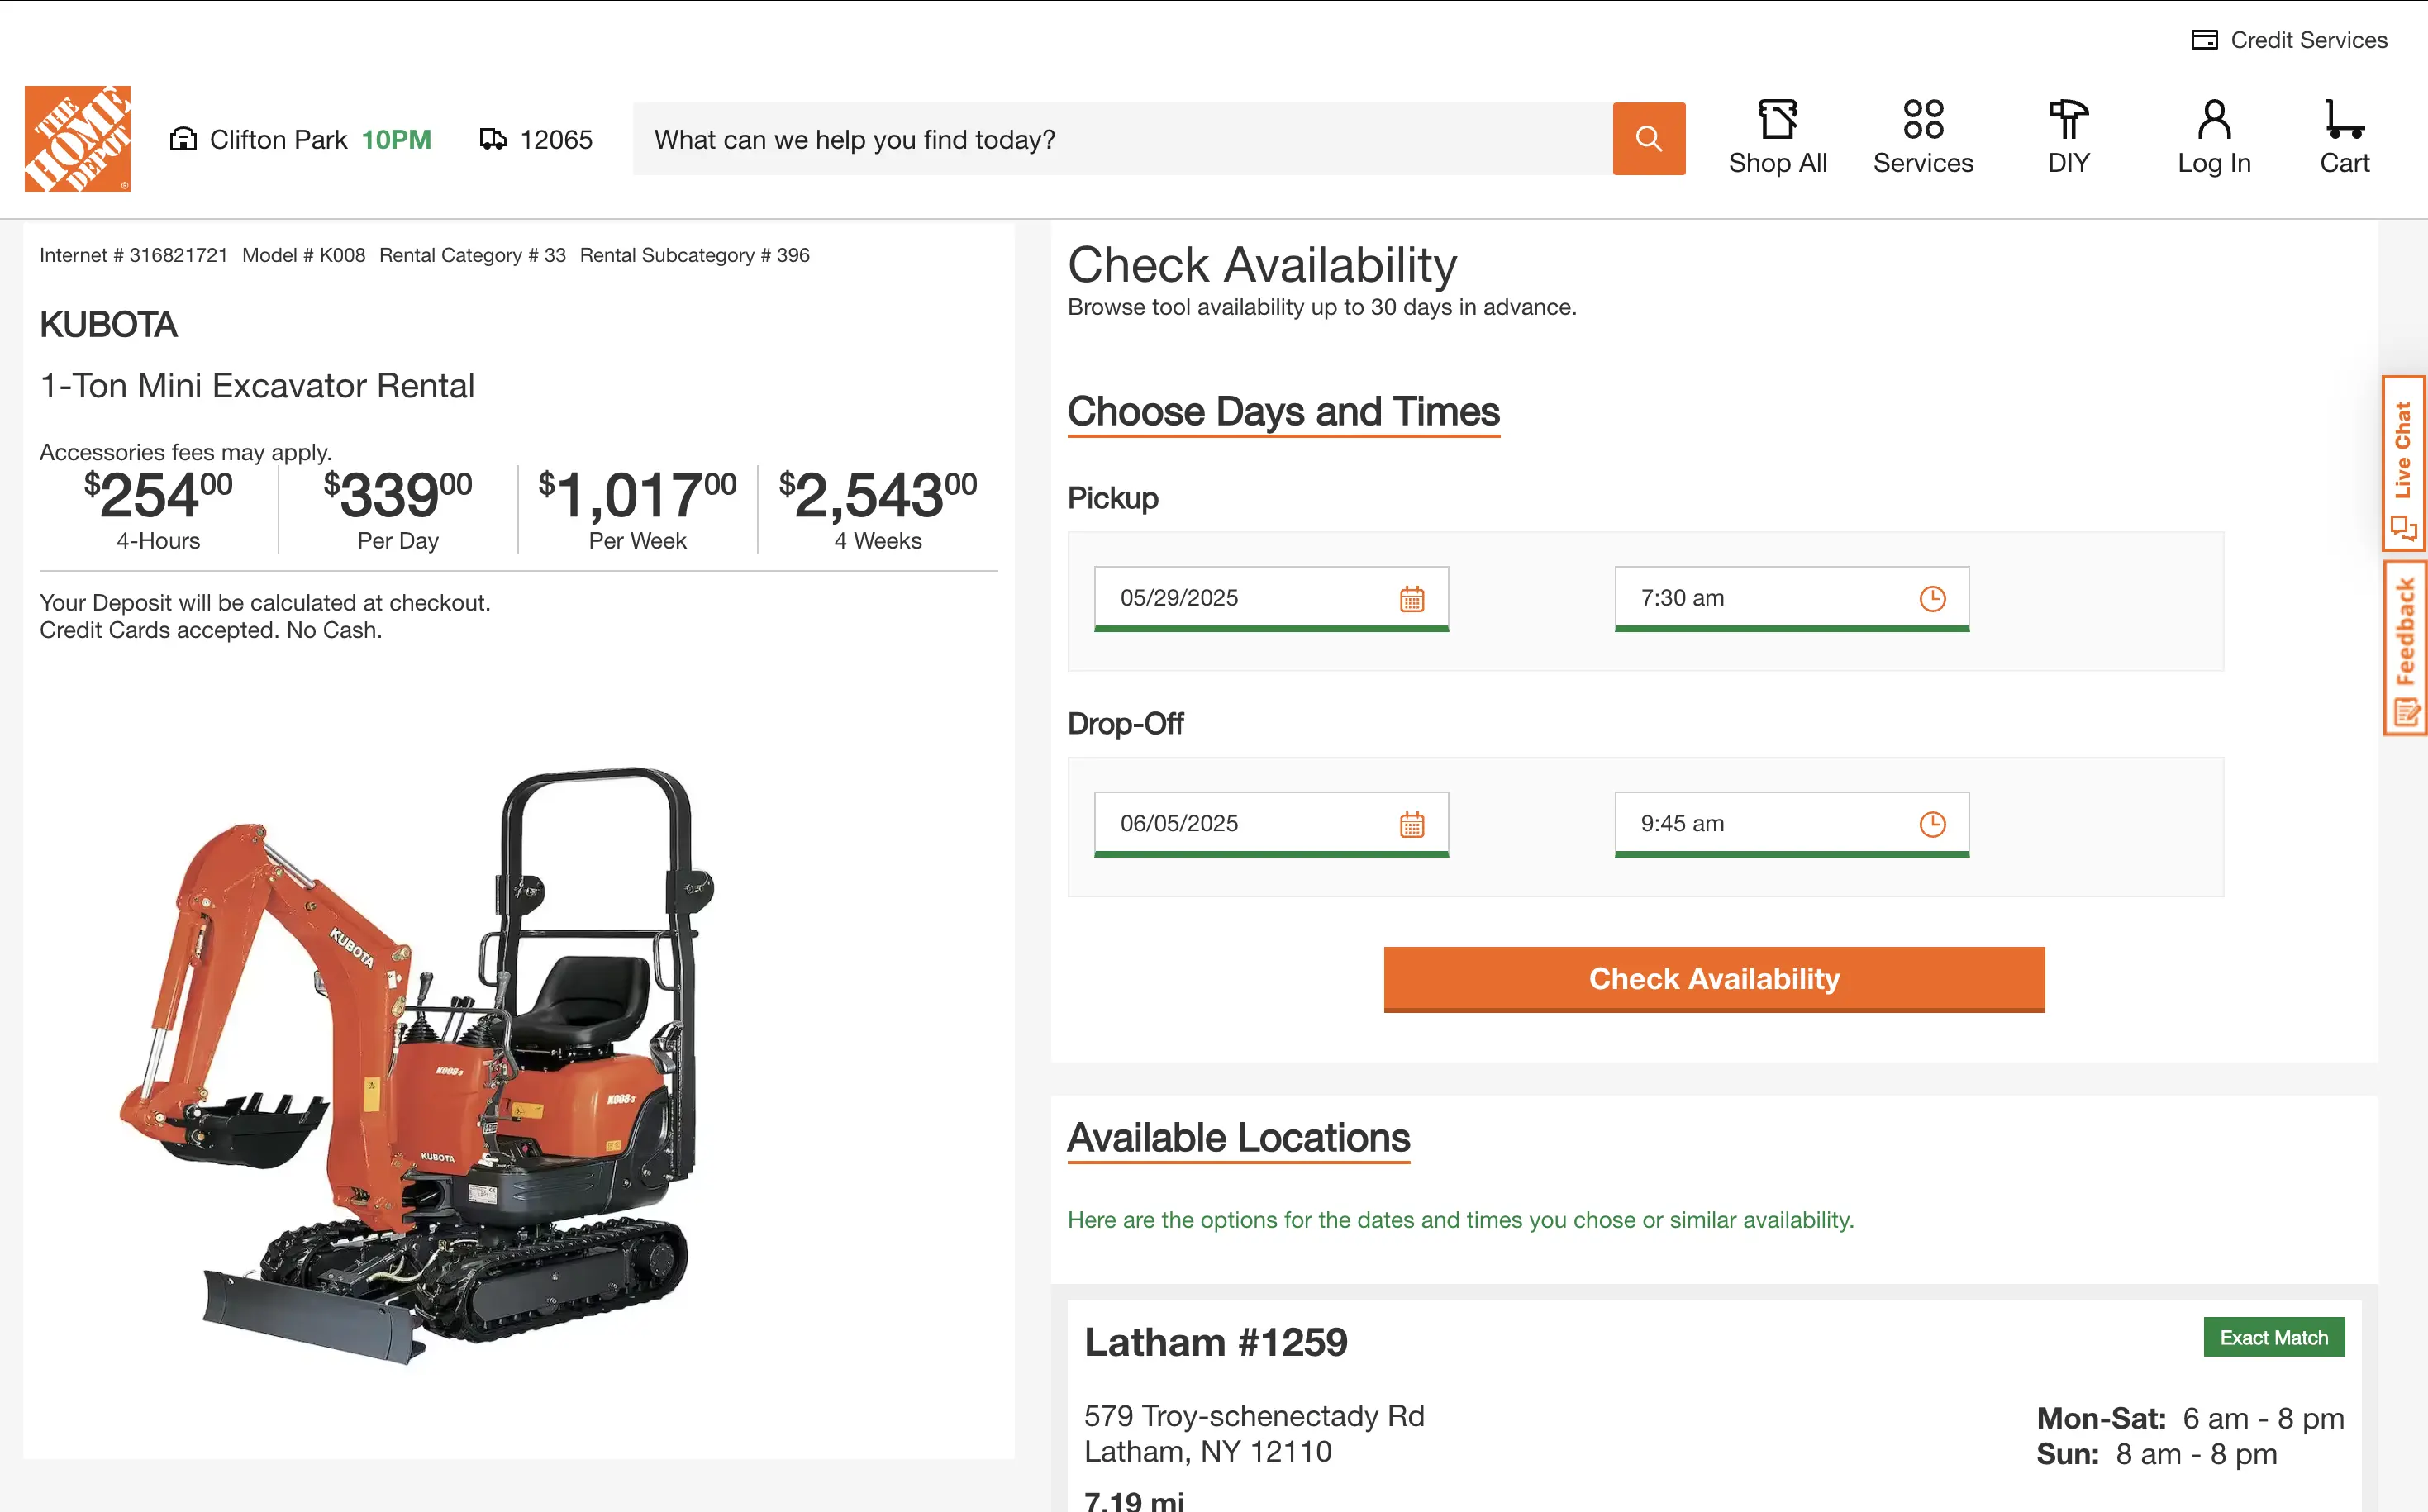 Credit Services
THE
HOME
DEPOT
Clifton Park 10PM
12065
What can we help you find today?
Shop All
Services
DIY
Log In
Cart
Internet # 316821721 Model # K008 Rental Category # 33 Rental Subcategory # 396
KUBOTA
1-Ton Mini Excavator Rental
Accessories fees may apply.
$254 00
4-Hours
$339 00
Per Day
$1,017 00
Per Week
$2,543 00
4 Weeks
Your Deposit will be calculated at checkout.
Credit Cards accepted. No Cash.
KUBOTA
K008-3
K008-3
KUBOTA
Check Availability
Browse tool availability up to 30 days in advance.
Choose Days and Times
Pickup
05/29/2025
7:30 am
Drop-Off
06/05/2025
9:45 am
Check Availability
Available Locations
Here are the options for the dates and times you chose or similar availability.
Latham #1259
Exact Match
579 Troy-schenectady Rd
Latham, NY 12110
7.19 mi
Mon-Sat: 6 am - 8 pm
Sun: 8 am - 8 pm
Live Chat
Feedback